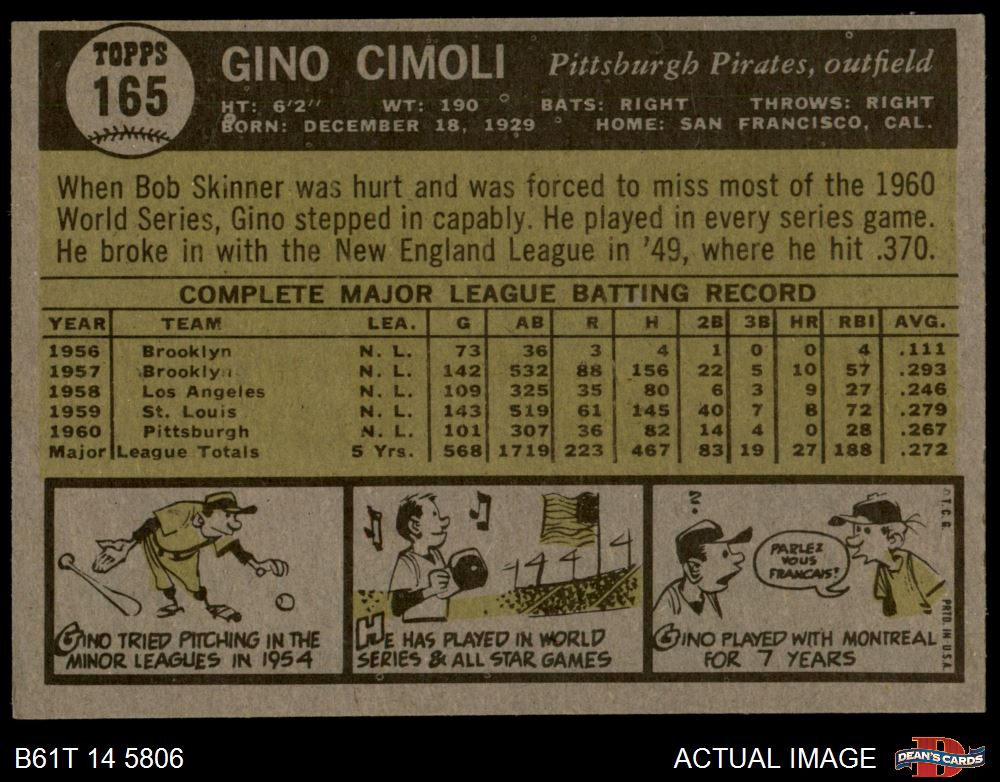 TOPPS
165
GINO CIMOLI Pittsburgh Pirates, outfield
HT: 6'2" WT: 190 BATS: RIGHT THROWS: RIGHT
BORN: DECEMBER 18, 1929 HOME: SAN FRANCISCO, CAL.
When Bob Skinner was hurt and was forced to miss most of the 1960
World Series, Gino stepped in capably. He played in every series game.
He broke in with the New England League in '49, where he hit .370.
COMPLETE MAJOR LEAGUE BATTING RECORD
YEAR TEAM LEA. G AB R H 2B 3B HR RBI AVG.
1956 Brooklyn N. L. 73 36 3 4 1 0 0 4 .111
1957 Brooklyn N. L. 142 532 88 156 22 5 10 57 .293
1958 Los Angeles N. L. 109 325 35 80 6 3 9 27 .246
1959 St. Louis N. L. 143 519 61 145 40 7 8 72 .279
1960 Pittsburgh N. L. 101 307 36 82 14 4 0 28 .267
Major League Totals 5 Yrs. 568 1719 223 467 83 19 27 188 .272
GINO TRIED PITCHING IN THE
MINOR LEAGUES IN 1954
HE HAS PLAYED IN WORLD
SERIES & ALL STAR GAMES
?
PARLEZ
VOUS
FRANCAIS?
GINO PLAYED WITH MONTREAL
FOR 7 YEARS
© T. C. G.
PRTD. IN U.S.A.
B61T 14 5806
ACTUAL IMAGE
D
DEAN'S CARDS